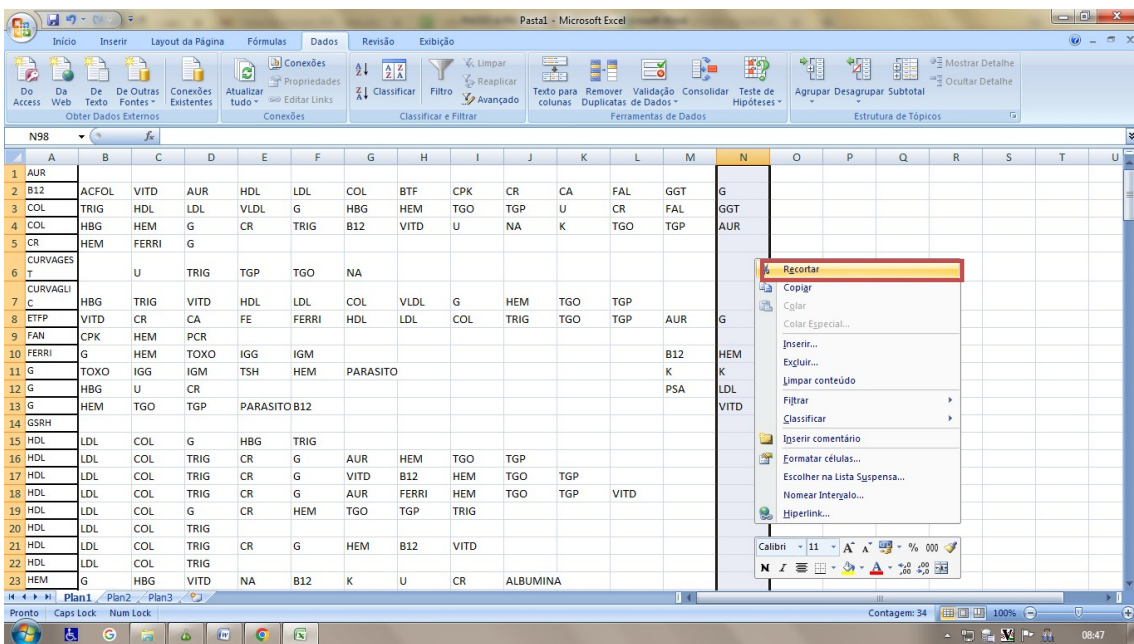 Pasta1 - Microsoft Excel
Início Inserir Layout da Página Fórmulas Dados Revisão Exibição
Do Access Da Web De Texto De Outras Fontes Conexões Existentes
Obter Dados Externos
Atualizar tudo Conexões Propriedades Editar Links
Conexões
Classificar Filtro Limpar Reaplicar Avançado
Classificar e Filtrar
Texto para colunas Remover Duplicatas Validação de Dados Consolidar Teste de Hipóteses
Ferramentas de Dados
Agrupar Desagrupar Subtotal Mostrar Detalhe Ocultar Detalhe
Estrutura de Tópicos
N98 fx
A B C D E F G H I J K L M N O P Q R S T U
1 AUR
2 B12 ACFOL VITD AUR HDL LDL COL BTF CPK CR CA FAL GGT G
3 COL TRIG HDL LDL VLDL G HBG HEM TGO TGP U CR FAL GGT
4 COL HBG HEM G CR TRIG B12 VITD U NA K TGO TGP AUR
5 CR HEM FERRI G
6 CURVAGEST U TRIG TGP TGO NA
7 CURVAGLIC HBG TRIG VITD HDL LDL COL VLDL G HEM TGO TGP
8 ETFP VITD CR CA FE FERRI HDL LDL COL TRIG TGO TGP AUR G
9 FAN CPK HEM PCR
10 FERRI G HEM TOXO IGG IGM B12 HEM
11 G TOXO IGG IGM TSH HEM PARASITO K K
12 G HBG U CR PSA LDL
13 G HEM TGO TGP PARASITO B12 VITD
14 GSRH
15 HDL LDL COL G HBG TRIG
16 HDL LDL COL TRIG CR G AUR HEM TGO TGP
17 HDL LDL COL TRIG CR G VITD B12 HEM TGO TGP
18 HDL LDL COL TRIG CR G AUR FERRI HEM TGO TGP VITD
19 HDL LDL COL G CR HEM TGO TGP TRIG
20 HDL LDL COL TRIG
21 HDL LDL COL TRIG CR G HEM B12 VITD
22 HDL LDL COL TRIG
23 HEM G HBG VITD NA B12 K U CR ALBUMINA
Recortar
Copiar
Colar
Colar Especial...
Inserir...
Excluir...
Limpar conteúdo
Filtrar
Classificar
Inserir comentário
Formatar células...
Escolher na Lista Suspensa...
Nomear Intervalo...
Hiperlink...
Calibri 11 A A % 000
N I A ,00 ,0
Plan1 Plan2 Plan3
Pronto Caps Lock Num Lock Contagem: 34 100%
08:47